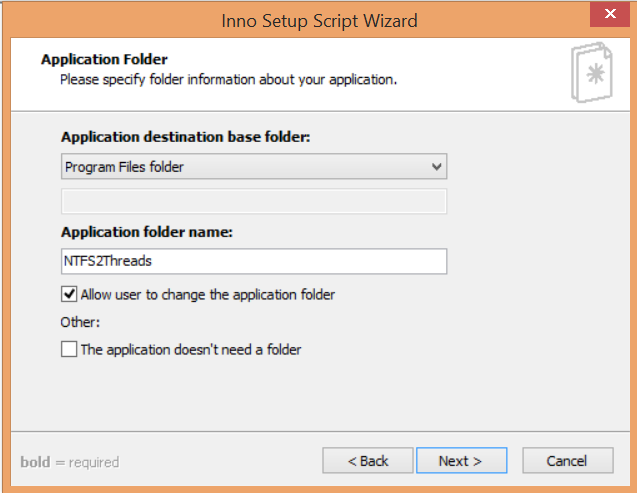 Inno Setup Script Wizard
Application Folder
Please specify folder information about your application.
Application destination base folder:
Program Files folder
Application folder name:
NTFS2Threads
Allow user to change the application folder
Other:
The application doesn't need a folder
bold = required
< Back
Next >
Cancel